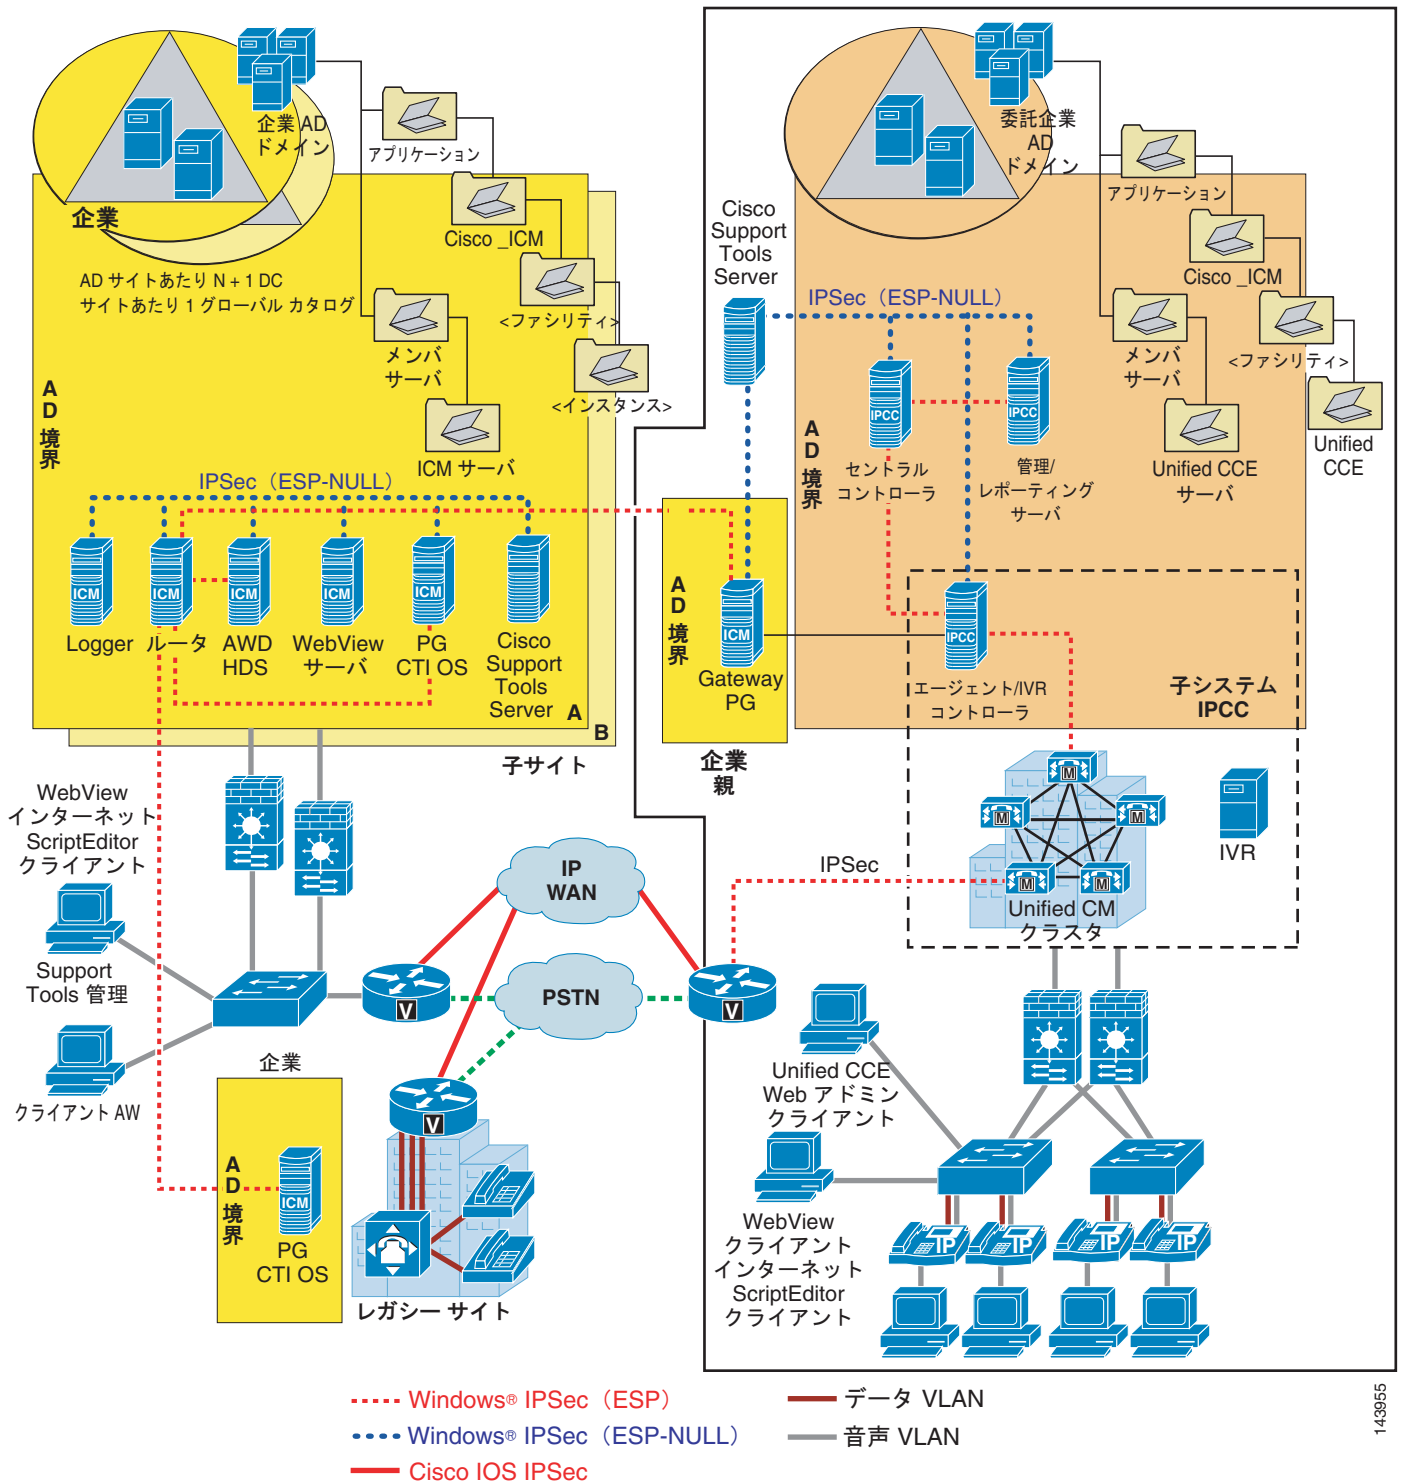 企業 AD
ドメイン
アプリケーション
企業
Cisco _ICM
AD サイトあたり N + 1 DC
サイトあたり 1 グローバル カタログ
<ファシリティ>
メンバ
サーバ
<インスタンス>
ICM サーバ
A
D
境
界
IPSec（ESP-NULL）
ICM
ICM
ICM
ICM
ICM
Logger
ルータ
AWD
HDS
WebView
サーバ
PG
CTI OS
Cisco
Support
Tools
Server
A
B
子サイト
委託企業
AD
ドメイン
アプリケーション
Cisco _ICM
<ファシリティ>
Unified
CCE
メンバ
サーバ
Unified CCE
サーバ
Cisco
Support
Tools
Server
IPSec（ESP-NULL）
A
D
境
界
IPCC
IPCC
セントラル
コントローラ
管理/
レポーティング
サーバ
A
D
境
界
ICM
Gateway
PG
企業
親
IPCC
エージェント/IVR
コントローラ
子システム
IPCC
M
M
M
M
M
Unified CM
クラスタ
IVR
IPSec
WebView
インターネット
ScriptEditor
クライアント
Support
Tools 管理
クライアント AW
IP
WAN
PSTN
V
V
V
企業
A
D
境
界
ICM
PG
CTI OS
レガシー サイト
Unified CCE
Web アドミン
クライアント
WebView
クライアント
インターネット
ScriptEditor
クライアント
IP
IP
IP
IP
Windows® IPSec（ESP）
Windows® IPSec（ESP-NULL）
Cisco IOS IPSec
データ VLAN
音声 VLAN
143955